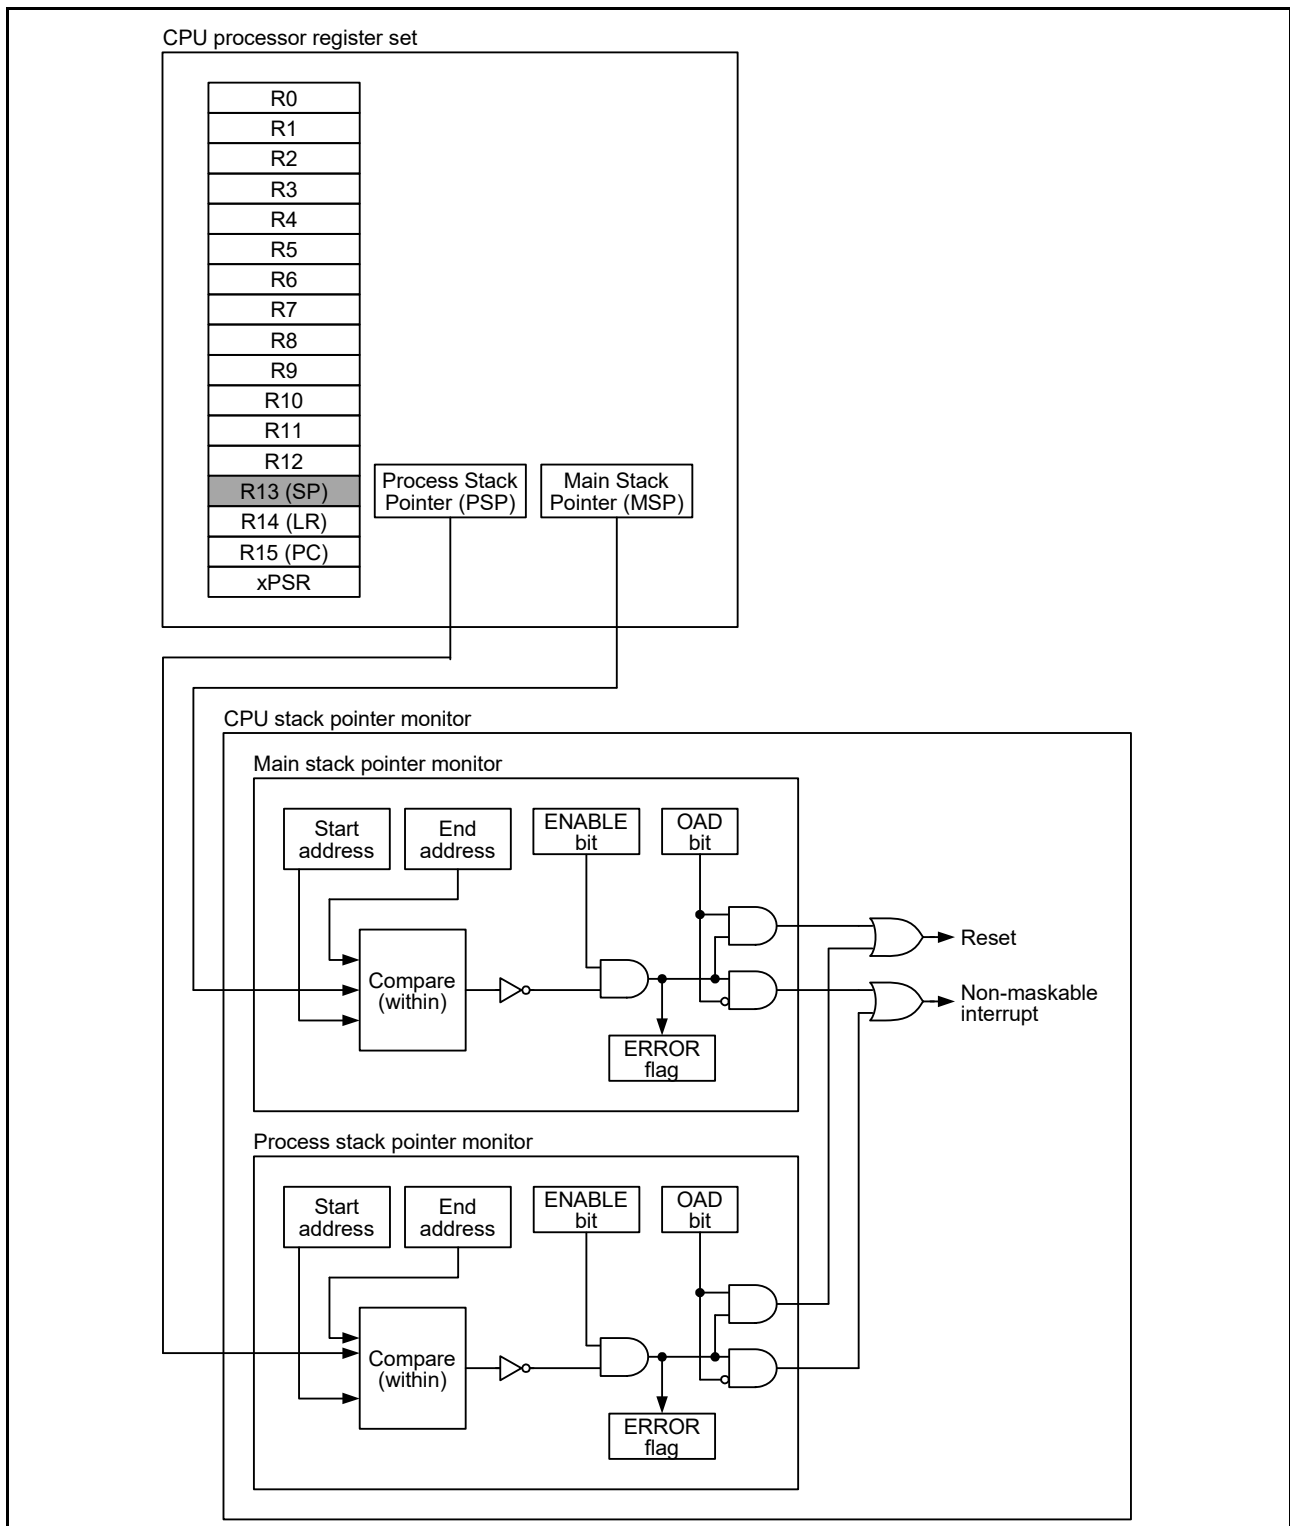 CPU processor register set
R0
R1
R2
R3
R4
R5
R6
R7
R8
R9
R10
R11
R12
R13 (SP)
R14 (LR)
R15 (PC)
xPSR
Process Stack
Pointer (PSP)
Main Stack
Pointer (MSP)
CPU stack pointer monitor
Main stack pointer monitor
Start
address
End
address
ENABLE
bit
OAD
bit
Compare
(within)
ERROR
flag
Reset
Non-maskable
interrupt
Process stack pointer monitor
Start
address
End
address
ENABLE
bit
OAD
bit
Compare
(within)
ERROR
flag